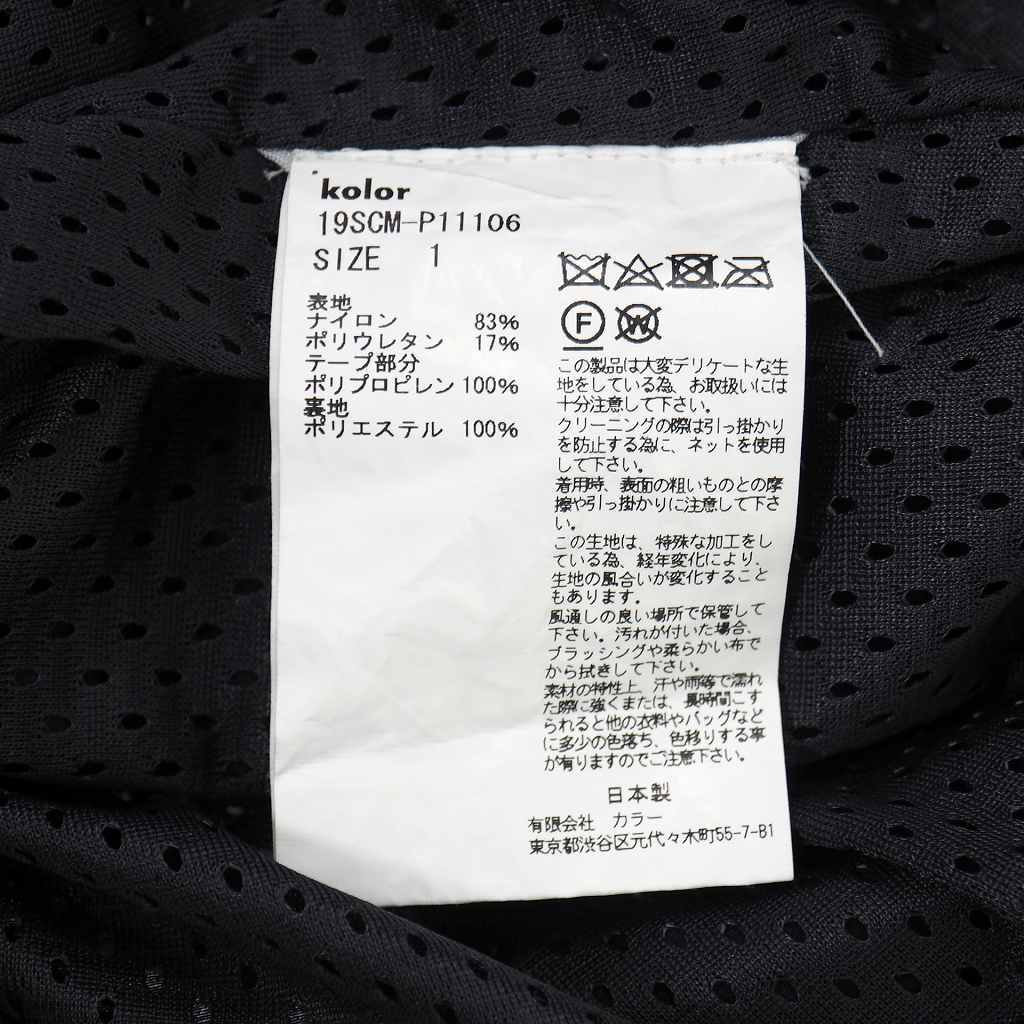 kolor
19SCM-P11106
SIZE 1
表地
ナイロン 83%
ポリウレタン 17%
テープ部分
ポリプロピレン 100%
裏地
ポリエステル 100%
F W
この製品は大変デリケートな生
地をしている為、お取扱いには
十分注意して下さい。
クリーニングの際は引っ掛かり
を防止する為に、ネットを使用
して下さい。
着用時、表面の粗いものとの摩
擦や引っ掛かりに注意して下さ
い。
この生地は、特殊な加工をし
ている為、経年変化により、
生地の風合いが変化すること
もあります。
風通しの良い場所で保管して
下さい。汚れが付いた場合、
ブラッシングや柔らかい布で
から拭きして下さい。
素材の特性上、汗や雨等で濡れ
た際に強くまたは、長時間こす
られると他の衣料やバッグなど
に多少の色落ち、色移りする事
が有りますのでご注意下さい。
日本製
有限会社 カラー
東京都渋谷区元代々木町55-7-B1